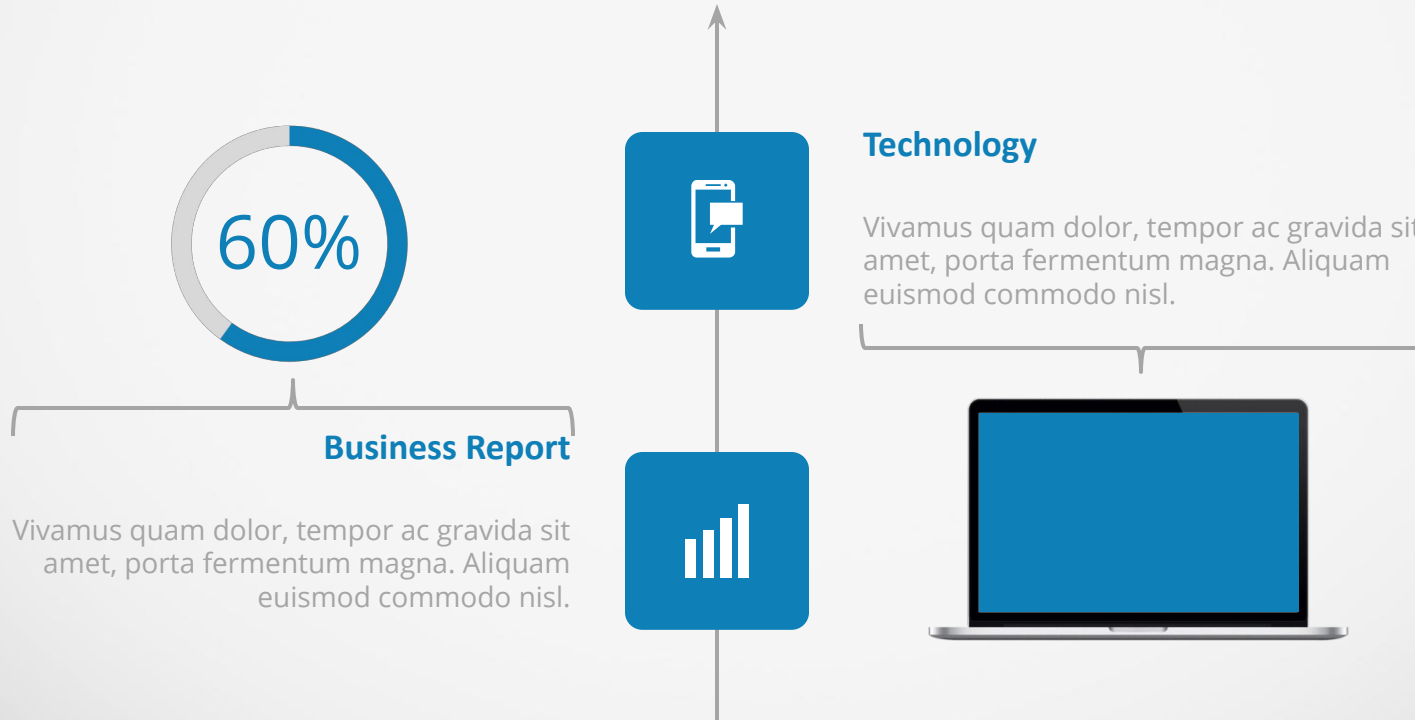 60%
Business Report
Vivamus quam dolor, tempor ac gravida sit
amet, porta fermentum magna. Aliquam
euismod commodo nisl.
Technology
Vivamus quam dolor, tempor ac gravida sit
amet, porta fermentum magna. Aliquam
euismod commodo nisl.